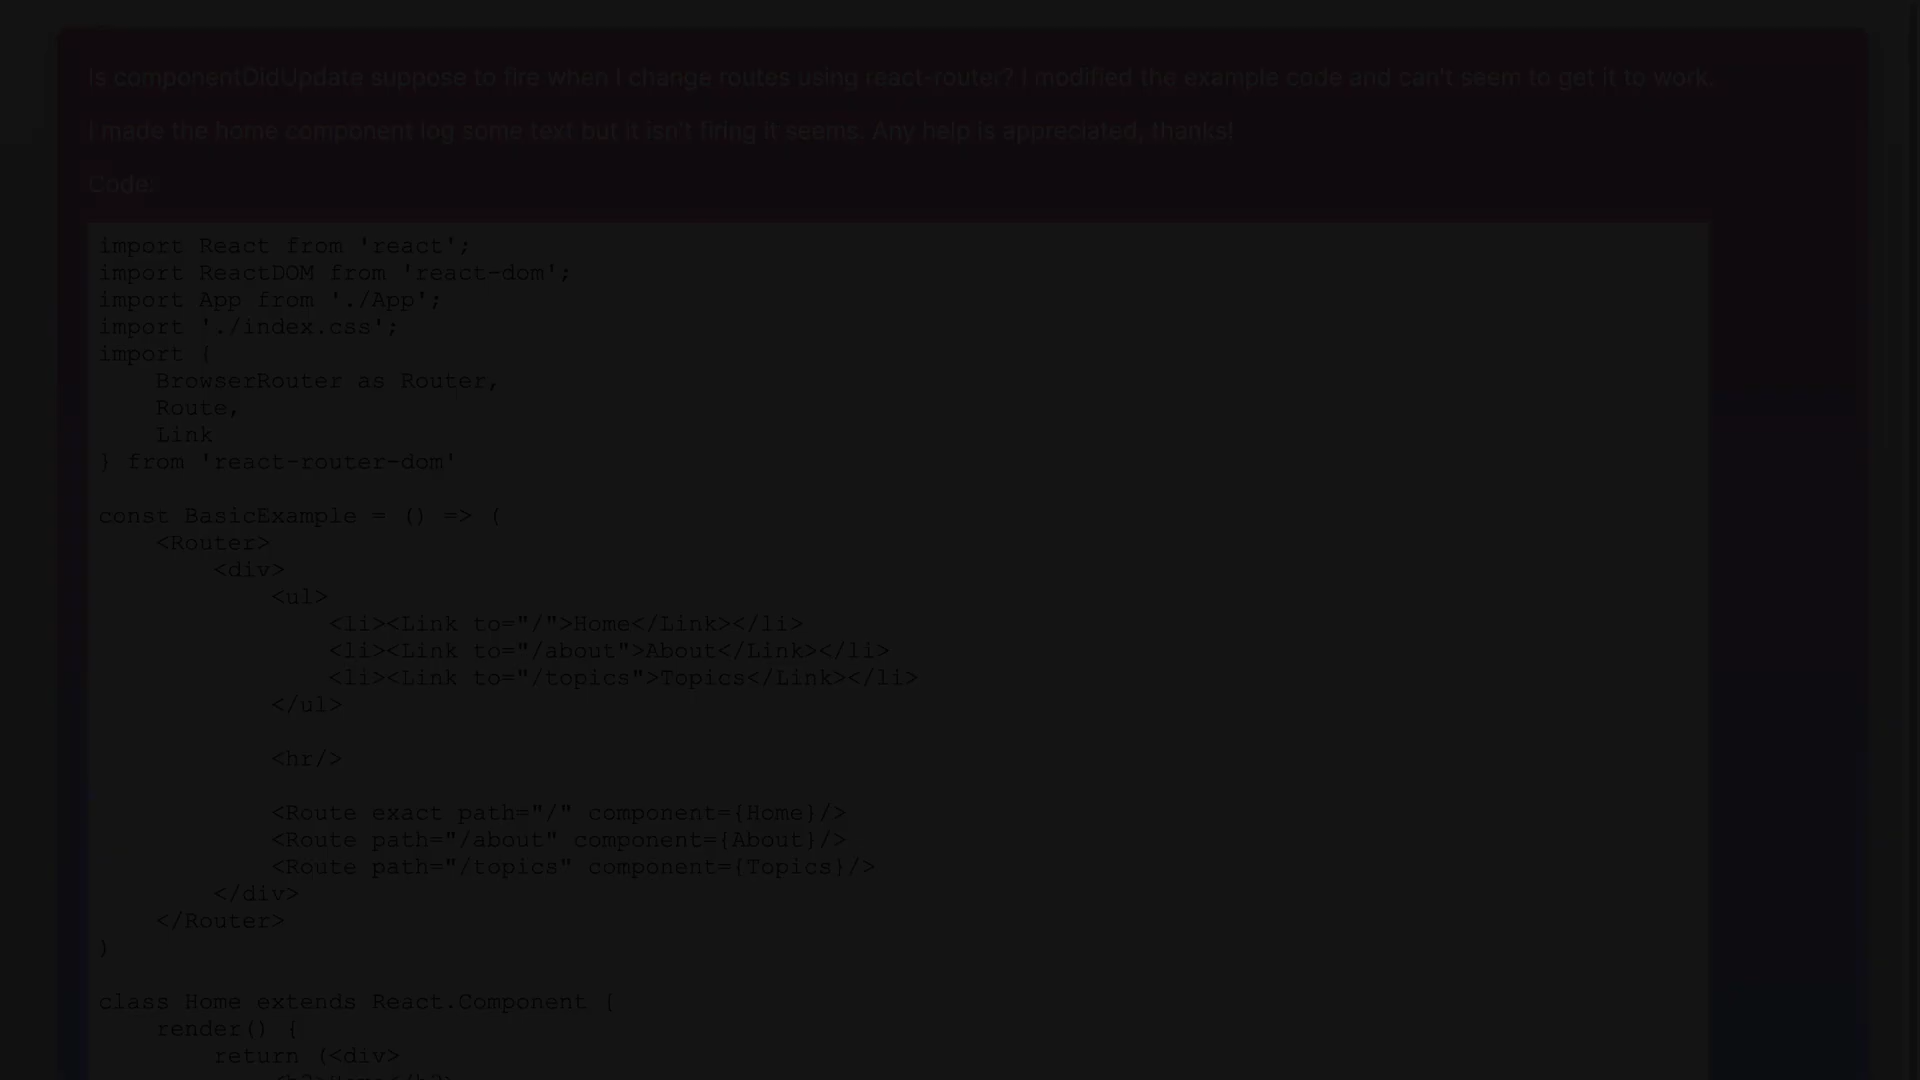 Is componentDidUpdate suppose to fire when I change routes using react-router? I modified the example code and can't seem to get it to work.
I made the home component log some text but it isn't firing it seems. Any help is appreciated, thanks!
Code:
import React from 'react';
import ReactDOM from 'react-dom';
import App from './App';
import './index.css';
import {
    BrowserRouter as Router,
    Route,
    Link
} from 'react-router-dom'
const BasicExample = () => (
    <Router>
        <div>
            <ul>
                <li><Link to="/">Home</Link></li>
                <li><Link to="/about">About</Link></li>
                <li><Link to="/topics">Topics</Link></li>
            </ul>
            <hr/>
            <Route exact path="/" component={Home}/>
            <Route path="/about" component={About}/>
            <Route path="/topics" component={Topics}/>
        </div>
    </Router>
)
class Home extends React.Component {
    render() {
        return (<div>